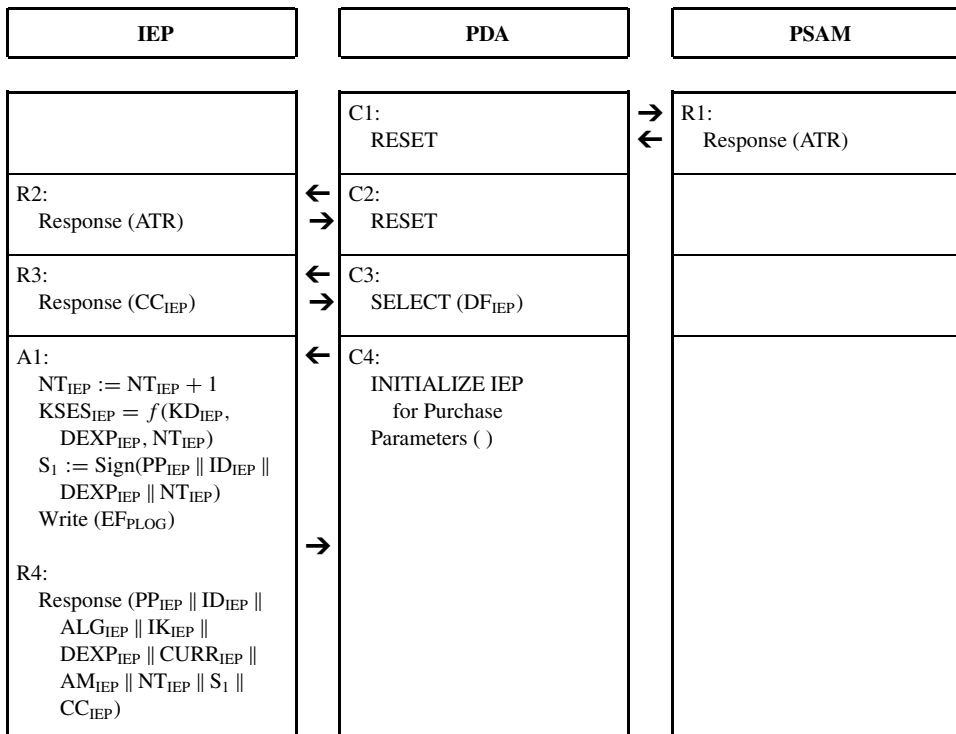 IEP PDA PSAM
C1:
RESET
➔
🡰
R1:
Response (ATR)
R2:
Response (ATR)
🡰
➔
C2:
RESET
R3:
Response (CC_IEP)
🡰
➔
C3:
SELECT (DF_IEP)
A1:
NT_IEP := NT_IEP + 1
KSES_IEP = f(KD_IEP,
DEXP_IEP, NT_IEP)
S_1 := Sign(PP_IEP ∥ ID_IEP ∥
DEXP_IEP ∥ NT_IEP)
Write (EF_PLOG)
🡰
C4:
INITIALIZE IEP
for Purchase
Parameters ( )
➔
R4:
Response (PP_IEP ∥ ID_IEP ∥
ALG_IEP ∥ IK_IEP ∥
DEXP_IEP ∥ CURR_IEP ∥
AM_IEP ∥ NT_IEP ∥ S_1 ∥
CC_IEP)